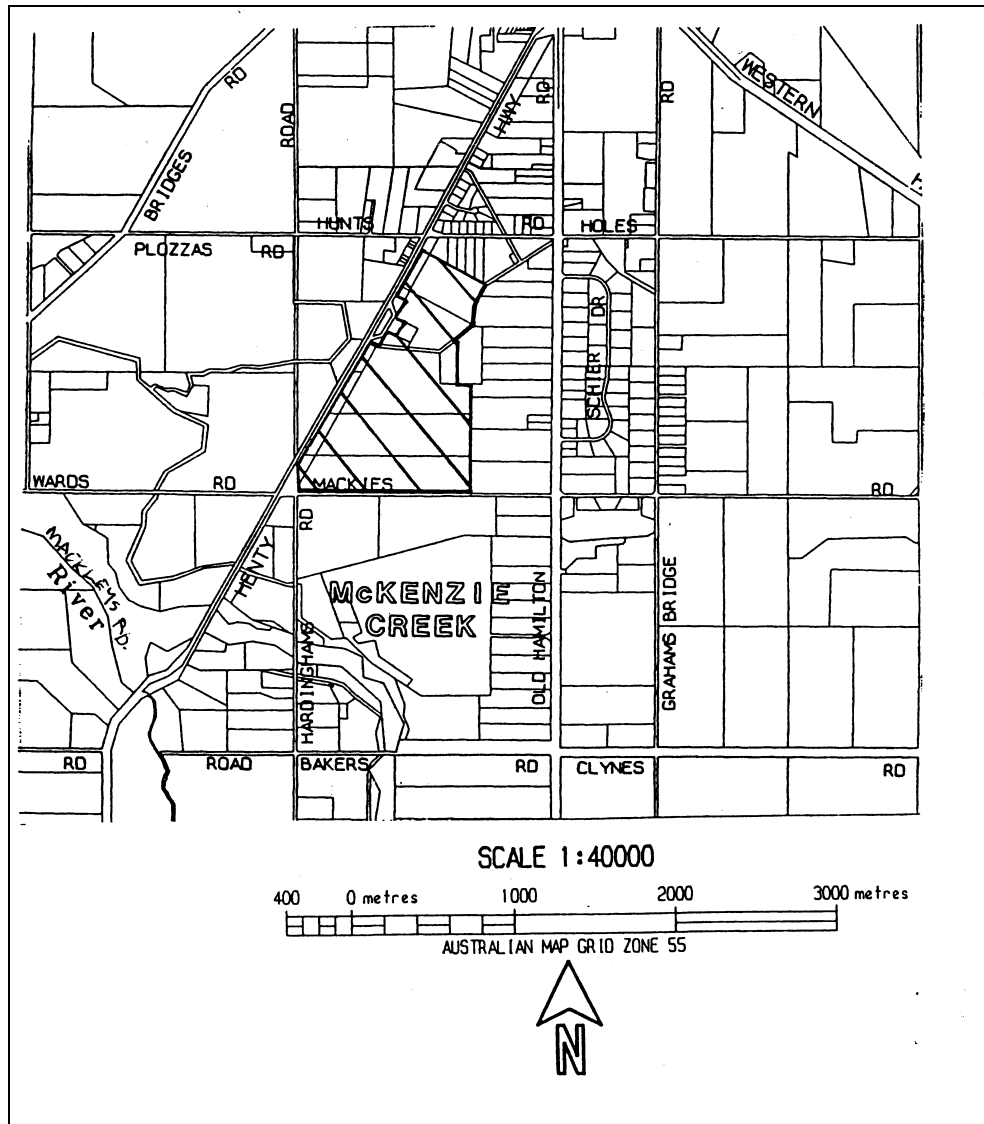 RD
BRIDGES
ROAD
HWY
RD
RD
WESTERN
HUNTS
RD
HOLES
PLOZZAS
RD
SCHIER DR
WARDS
RD
MACKIES
RD
RD
HENTY
MACKLEYS RD.
River
McKENZIE
CREEK
HARDINGHAMS
OLD HAMILTON
GRAHAMS BRIDGE
RD
ROAD
BAKERS
RD
CLYNES
RD
SCALE 1:40000
400 0 metres 1000 2000 3000 metres
AUSTRALIAN MAP GRID ZONE 55
N